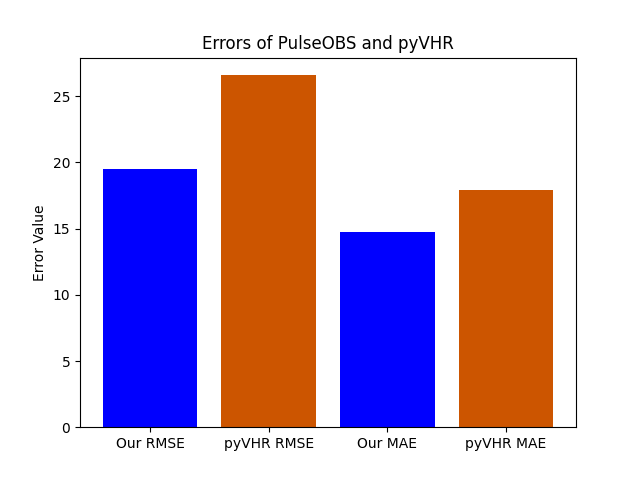 Errors of PulseOBS and pyVHR
Error Value
25
20
15
10
5
0
Our RMSE
pyVHR RMSE
Our MAE
pyVHR MAE